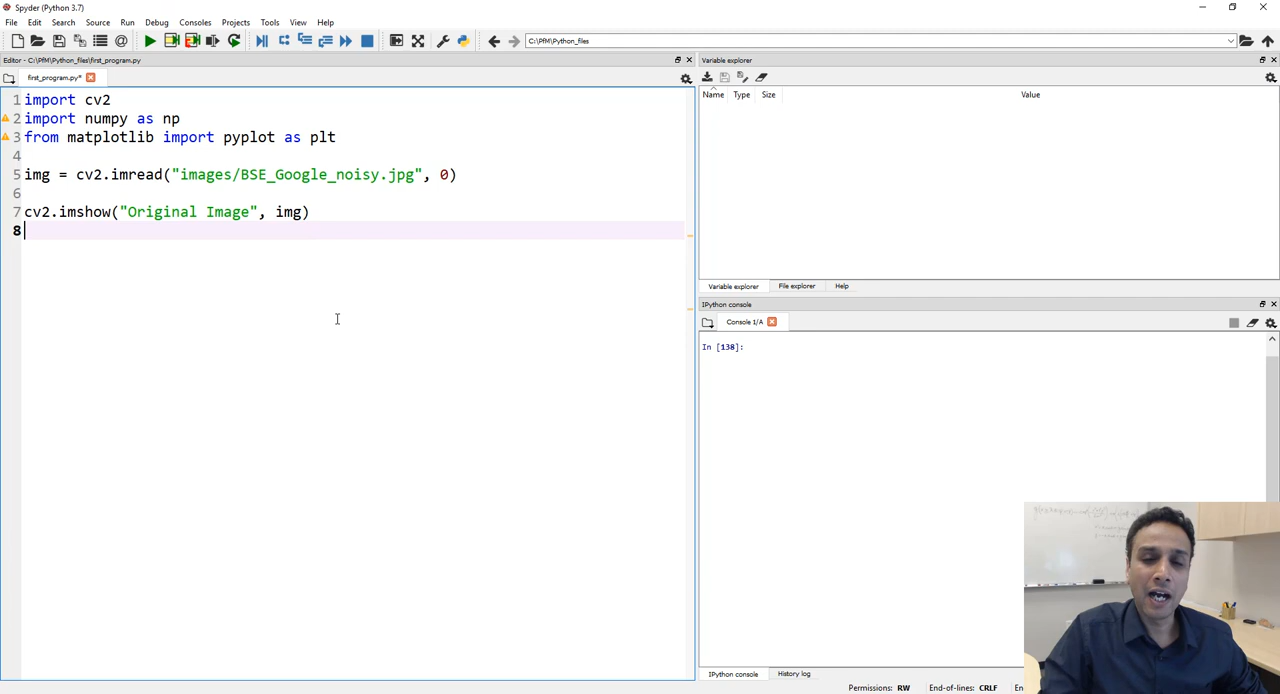 Spyder (Python 3.7)
File Edit Search Source Run Debug Consoles Projects Tools View Help
C:\PfM\Python_files
Editor - C:\PfM\Python_files\first_program.py
Variable explorer
first_program.py*
Name Type Size Value
1 import cv2
2 import numpy as np
3 from matplotlib import pyplot as plt
4
5 img = cv2.imread("images/BSE_Google_noisy.jpg", 0)
6
7 cv2.imshow("Original Image", img)
8
Variable explorer File explorer Help
IPython console
Console 1/A
In [138]:
IPython console History log
Permissions: RW End-of-lines: CRLF En